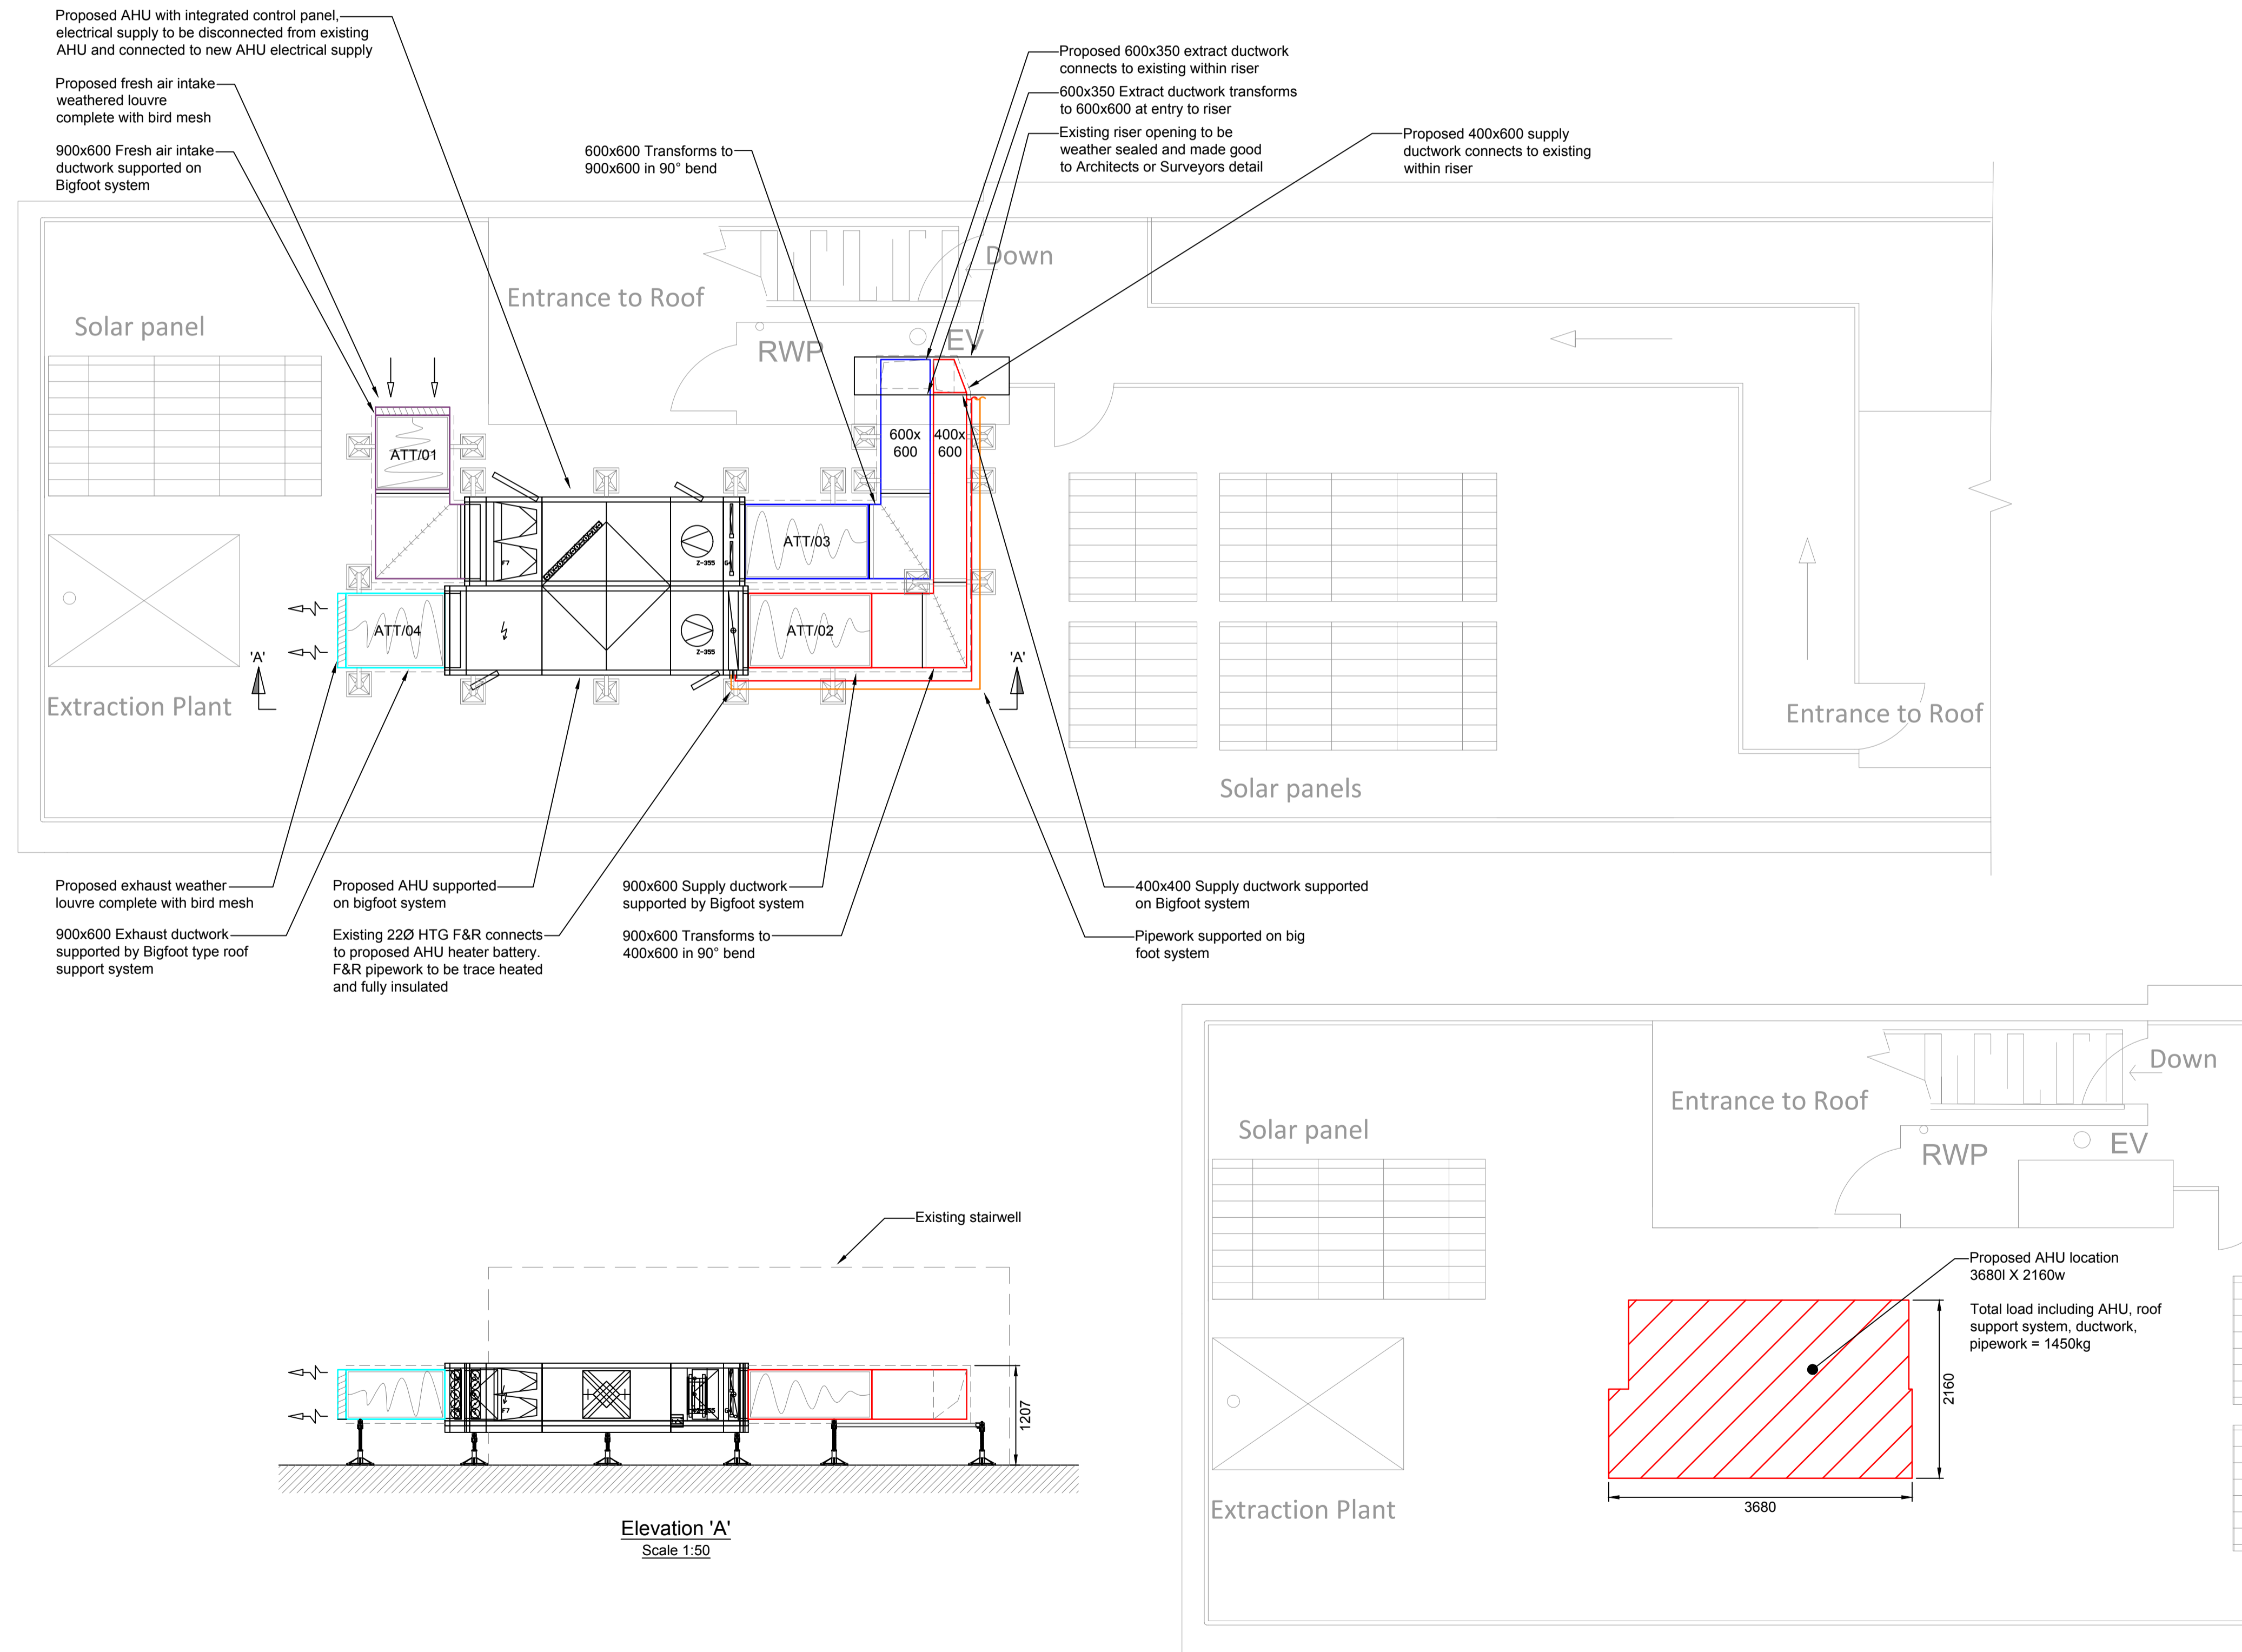 Proposed AHU with integrated control panel,
electrical supply to be disconnected from existing
AHU and connected to new AHU electrical supply
Proposed fresh air intake
weathered louvre
complete with bird mesh
900x600 Fresh air intake
ductwork supported on
Bigfoot system
600x600 Transforms to
900x600 in 90° bend
Proposed 600x350 extract ductwork
connects to existing within riser
600x350 Extract ductwork transforms
to 600x600 at entry to riser
Existing riser opening to be
weather sealed and made good
to Architects or Surveyors detail
Proposed 400x600 supply
ductwork connects to existing
within riser
Down
Entrance to Roof
Solar panel
RWP
EV
600x
600
400x
600
ATT/01
ATT/03
F7
Z-355
G4
ATT/04
ATT/02
Z-355
'A'
'A'
Extraction Plant
Entrance to Roof
Solar panels
Proposed exhaust weather
louvre complete with bird mesh
900x600 Exhaust ductwork
supported by Bigfoot type roof
support system
Proposed AHU supported
on bigfoot system
Existing 22Ø HTG F&R connects
to proposed AHU heater battery.
F&R pipework to be trace heated
and fully insulated
900x600 Supply ductwork
supported by Bigfoot system
900x600 Transforms to
400x600 in 90° bend
400x400 Supply ductwork supported
on Bigfoot system
Pipework supported on big
foot system
Existing stairwell
F7
1207
Elevation 'A'
Scale 1:50
Down
Entrance to Roof
Solar panel
RWP
EV
Proposed AHU location
3680l X 2160w
Total load including AHU, roof
support system, ductwork,
pipework = 1450kg
2160
3680
Extraction Plant